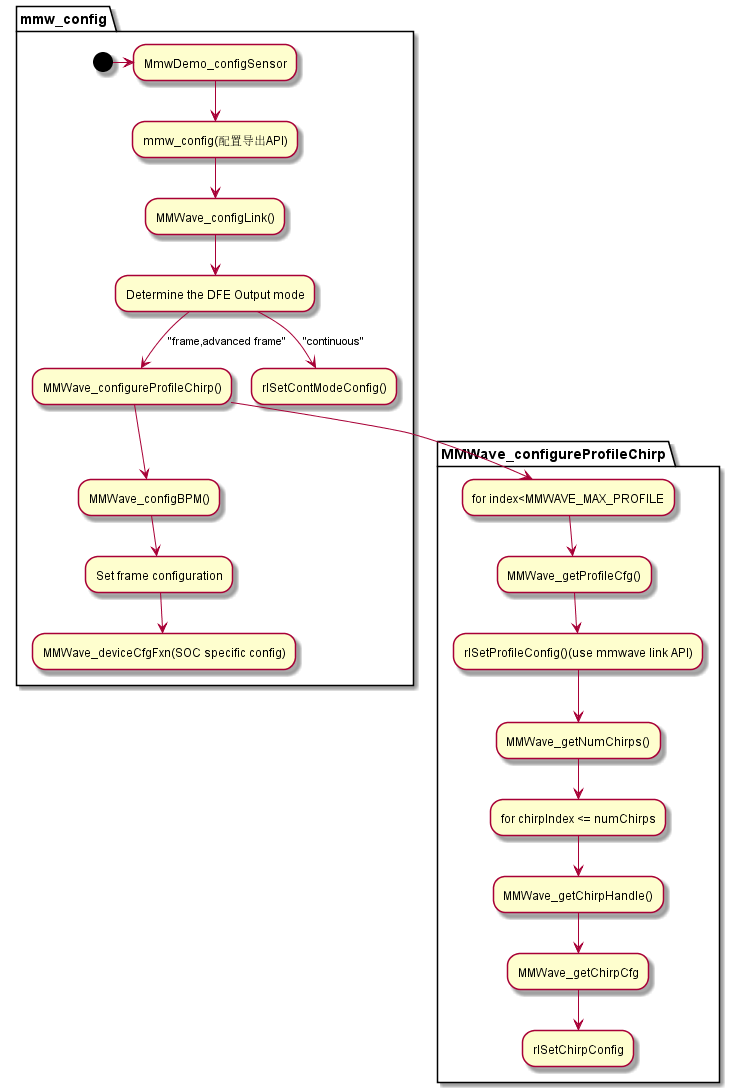 mmw_config
MmwDemo_configSensor
mmw_config(配置导出API)
MMWave_configLink()
Determine the DFE Output mode
"frame,advanced frame"
"continuous"
MMWave_configureProfileChirp()
rlSetContModeConfig()
MMWave_configBPM()
Set frame configuration
MMWave_deviceCfgFxn(SOC specific config)
MMWave_configureProfileChirp
for index<MMWAVE_MAX_PROFILE
MMWave_getProfileCfg()
rlSetProfileConfig()(use mmwave link API)
MMWave_getNumChirps()
for chirpIndex <= numChirps
MMWave_getChirpHandle()
MMWave_getChirpCfg
rlSetChirpConfig